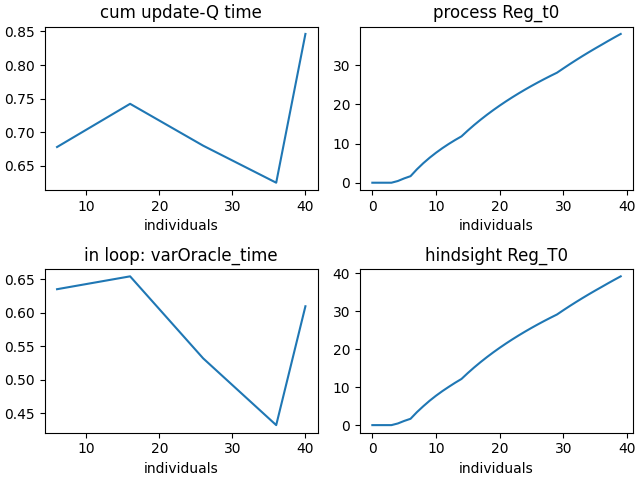 cum update-Q time
0.85
0.80
0.75
0.70
0.65
10 20 30 40
individuals
process Reg_t0
30
20
10
0
0 10 20 30 40
individuals
in loop: varOracle_time
0.65
0.60
0.55
0.50
0.45
10 20 30 40
individuals
hindsight Reg_T0
40
30
20
10
0
0 10 20 30 40
individuals